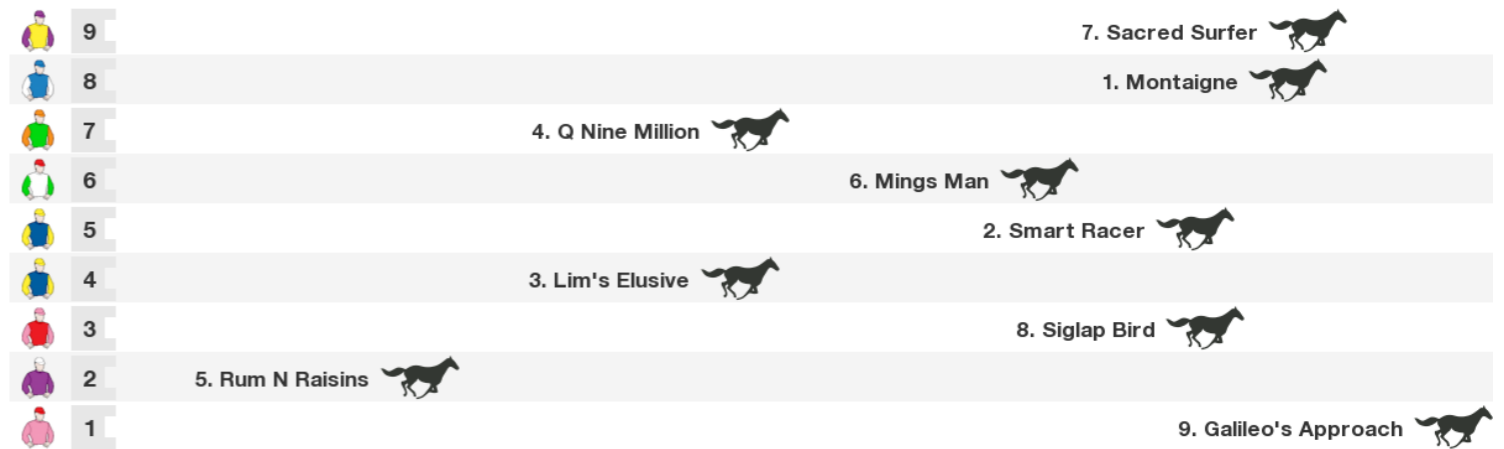 9 7. Sacred Surfer
8 1. Montaigne
7 4. Q Nine Million
6 6. Mings Man
5 2. Smart Racer
4 3. Lim's Elusive
3 8. Siglap Bird
2 5. Rum N Raisins
1 9. Galileo's Approach